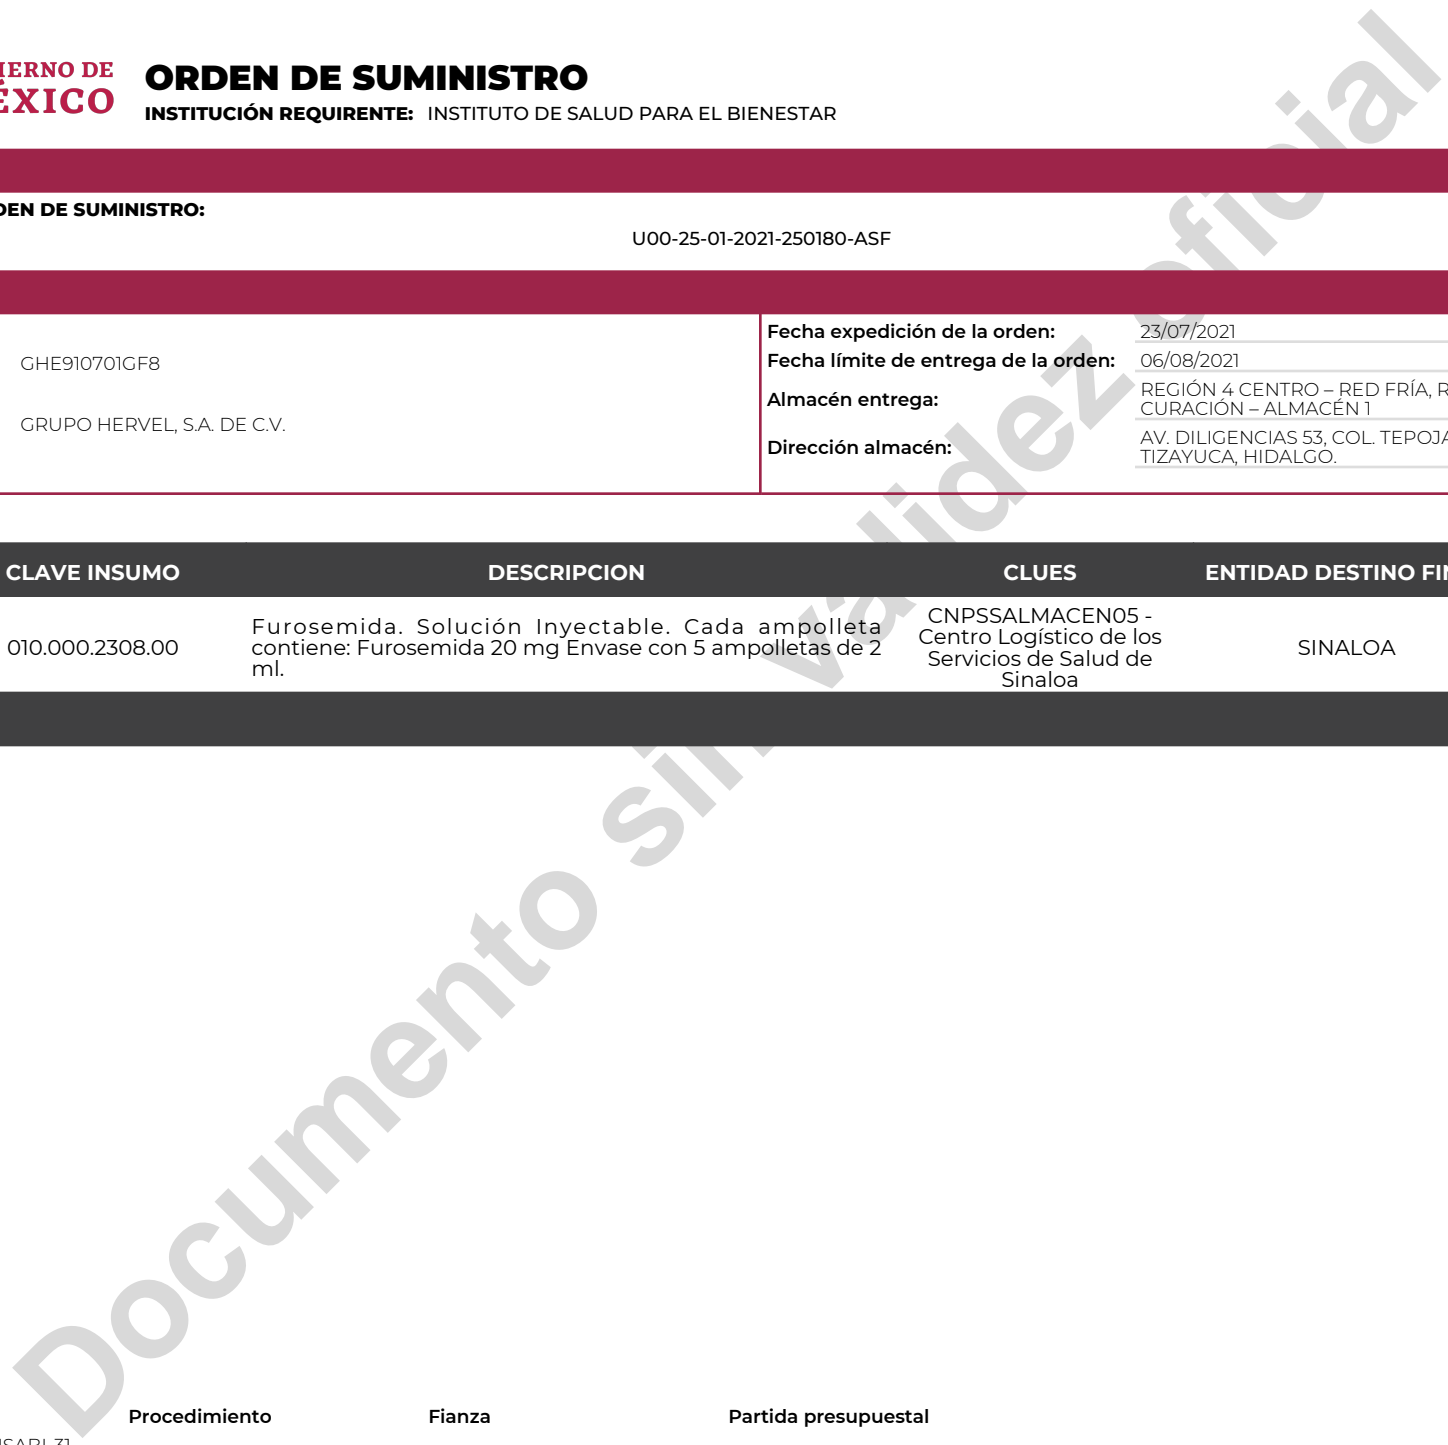 ORDEN DE SUMINISTRO
INSTITUCIÓN REQUIRENTE: INSTITUTO DE SALUD PARA EL BIENESTAR
DE
XICO
DE SUMINISTRO:
U00-25-01-2021-250180-ASF
GHE910701GF8
GRUPO HERVEL, S.A. DE C.V.
Fecha expedición de la orden: 23/07/2021
Fecha límite de entrega de la orden: 06/08/2021
Almacén entrega: REGIÓN 4 CENTRO – RED FRÍA, R
CURACIÓN – ALMACÉN 1
Dirección almacén: AV. DILIGENCIAS 53, COL. TEPOJA
TIZAYUCA, HIDALGO.
CLAVE INSUMO DESCRIPCION CLUES ENTIDAD DESTINO
010.000.2308.00
Furosemida. Solución Inyectable. Cada ampolleta
contiene: Furosemida 20 mg Envase con 5 ampolletas de 2
ml.
CNPSSALMACEN05 -
Centro Logístico de los
Servicios de Salud de
Sinaloa
SINALOA
Documento sin validez oficial
Procedimiento Fianza Partida presupuestal